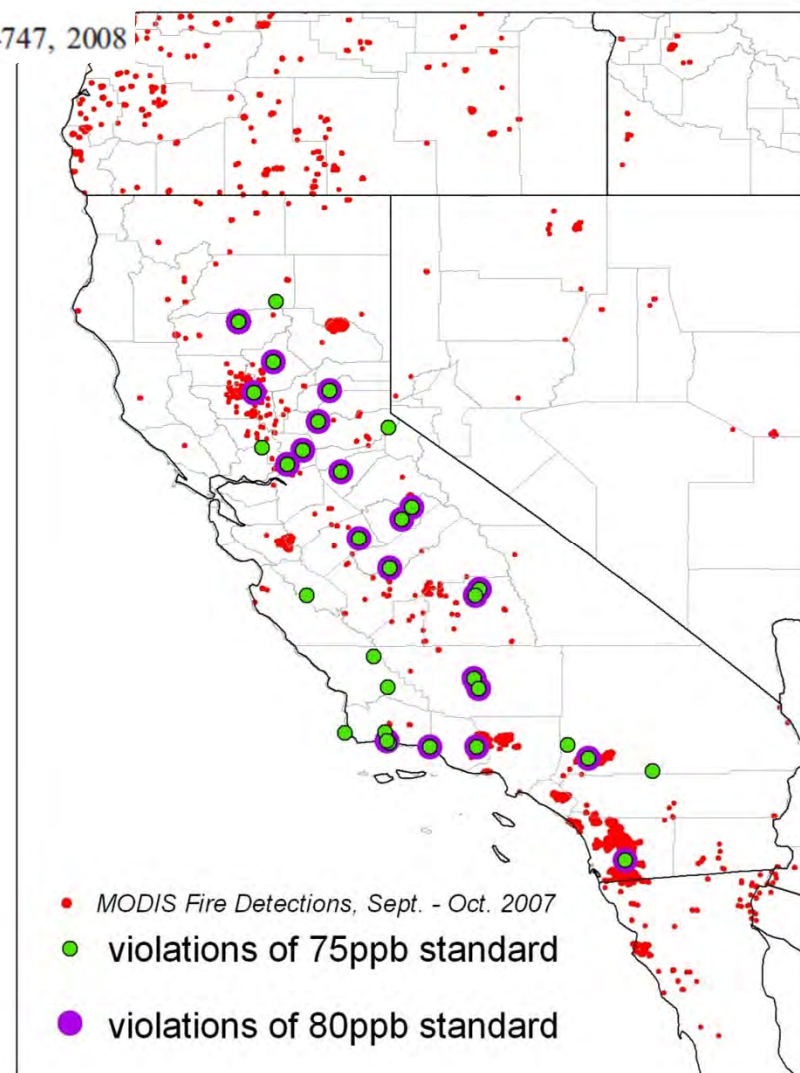 747, 2008
MODIS Fire Detections, Sept. - Oct. 2007
violations of 75ppb standard
violations of 80ppb standard